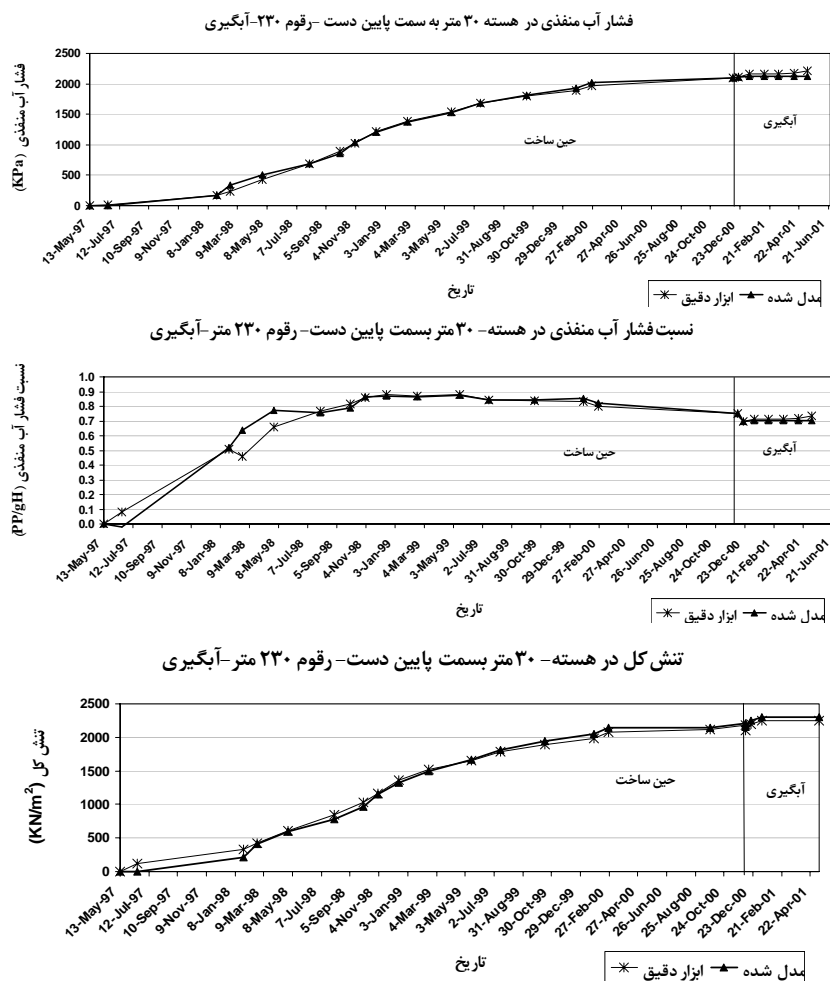 فشار آب منفذی در هسته ۳۰ متر به سمت پایین دست -رقوم ۲۳۰-آبگیری
فشار آب منفذی (KPa)
2500
2000
1500
1000
500
0
حین ساخت
آبگیری
13-May-97
12-Jul-97
10-Sep-97
9-Nov-97
8-Jan-98
9-Mar-98
8-May-98
7-Jul-98
5-Sep-98
4-Nov-98
3-Jan-99
4-Mar-99
3-May-99
2-Jul-99
31-Aug-99
30-Oct-99
29-Dec-99
27-Feb-00
27-Apr-00
26-Jun-00
25-Aug-00
24-Oct-00
23-Dec-00
21-Feb-01
22-Apr-01
21-Jun-01
تاریخ
ابزار دقیق
مدل شده
نسبت فشار آب منفذی در هسته- ۳۰ متر بسمت پایین دست- رقوم ۲۳۰ متر-آبگیری
نسبت فشار آب منفذی (PP/gH)
1.0
0.9
0.8
0.7
0.6
0.5
0.4
0.3
0.2
0.1
0.0
حین ساخت
آبگیری
13-May-97
12-Jul-97
10-Sep-97
9-Nov-97
8-Jan-98
9-Mar-98
8-May-98
7-Jul-98
5-Sep-98
4-Nov-98
3-Jan-99
4-Mar-99
3-May-99
2-Jul-99
31-Aug-99
30-Oct-99
29-Dec-99
27-Feb-00
27-Apr-00
26-Jun-00
25-Aug-00
24-Oct-00
23-Dec-00
21-Feb-01
22-Apr-01
21-Jun-01
تاریخ
ابزار دقیق
مدل شده
تنش کل در هسته- ۳۰ متر بسمت پایین دست- رقوم ۲۳۰ متر-آبگیری
تنش کل (KN/m²)
2500
2000
1500
1000
500
0
حین ساخت
آبگیری
13-May-97
12-Jul-97
10-Sep-97
9-Nov-97
8-Jan-98
9-Mar-98
8-May-98
7-Jul-98
5-Sep-98
4-Nov-98
3-Jan-99
4-Mar-99
3-May-99
2-Jul-99
31-Aug-99
30-Oct-99
29-Dec-99
27-Feb-00
27-Apr-00
26-Jun-00
25-Aug-00
24-Oct-00
23-Dec-00
21-Feb-01
22-Apr-01
تاریخ
ابزار دقیق
مدل شده